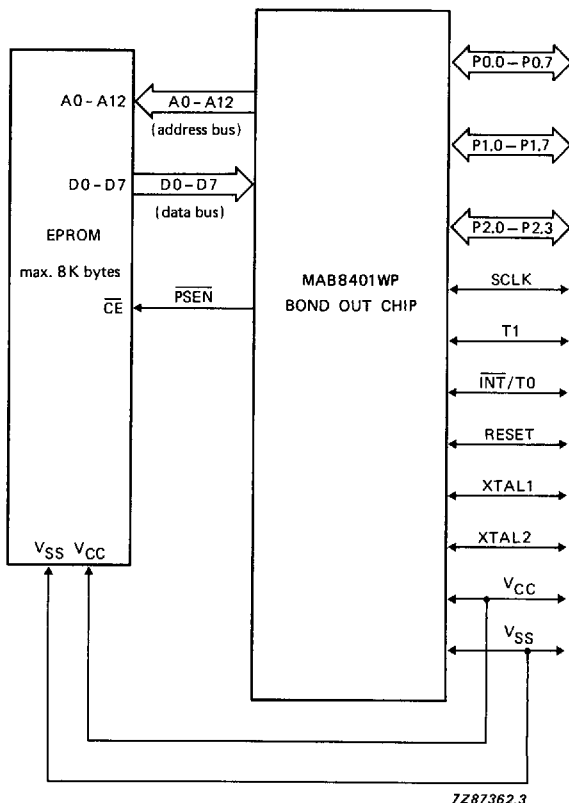 P0.0–P0.7
A0-A12
A0-A12
(address bus)
P1.0–P1.7
D0-D7
D0-D7
(data bus)
P2.0–P2.3
EPROM
max. 8K bytes
MAB8401WP
BOND OUT CHIP
SCLK
CE
PSEN
T1
INT/T0
RESET
XTAL1
XTAL2
VSS VCC
VCC
VSS
7Z87362.3